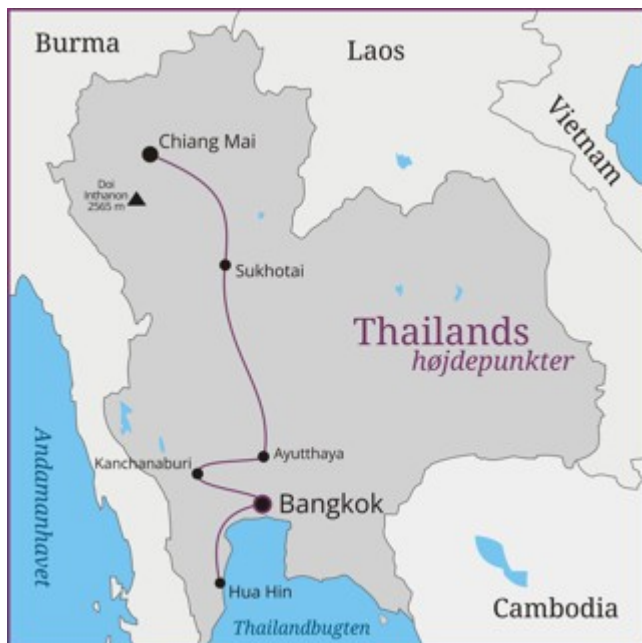 Burma
Laos
Vietnam
Chiang Mai
Doi
Inthanon
2565 m
Sukhotai
Thailands
højdepunkter
Kanchanaburi
Ayutthaya
Bangkok
Andamanhavet
Hua Hin
Cambodia
Thailandbugten